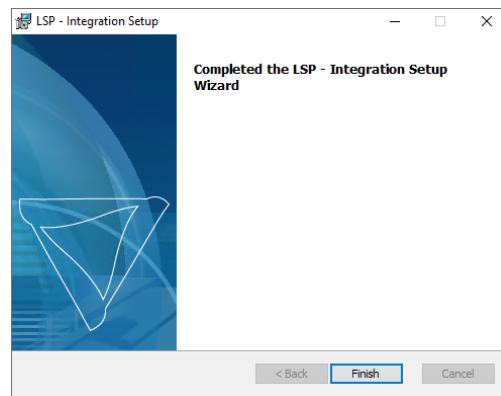 LSP - Integration Setup
Completed the LSP - Integration Setup
Wizard
< Back
Finish
Cancel